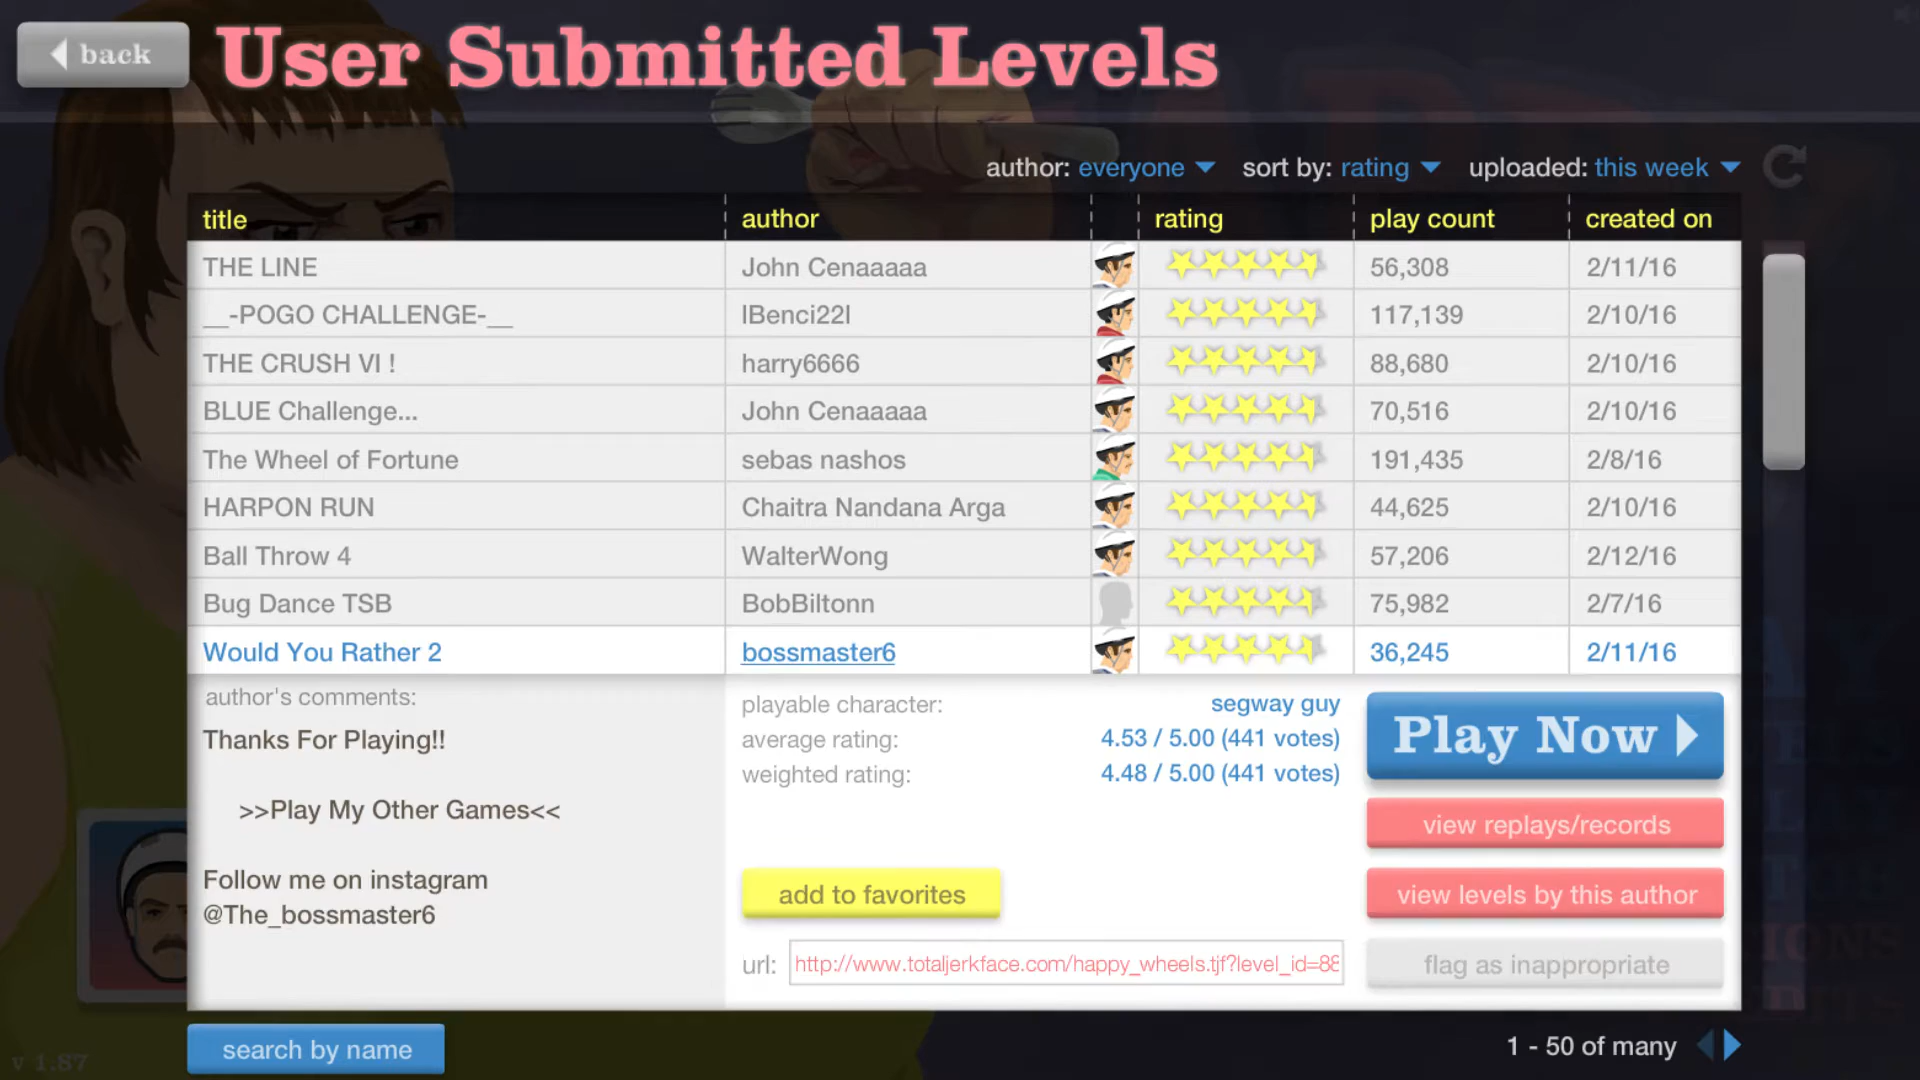 back
User Submitted Levels
author: everyone sort by: rating uploaded: this week
title author rating play count created on
THE LINE John Cenaaaaa 56,308 2/11/16
__-POGO CHALLENGE-__ IBenci22I 117,139 2/10/16
THE CRUSH VI ! harry6666 88,680 2/10/16
BLUE Challenge... John Cenaaaaa 70,516 2/10/16
The Wheel of Fortune sebas nashos 191,435 2/8/16
HARPON RUN Chaitra Nandana Arga 44,625 2/10/16
Ball Throw 4 WalterWong 57,206 2/12/16
Bug Dance TSB BobBiltonn 75,982 2/7/16
Would You Rather 2 bossmaster6 36,245 2/11/16
author's comments:
Thanks For Playing!!
>>Play My Other Games<<
Follow me on instagram
@The_bossmaster6
playable character: segway guy
average rating: 4.53 / 5.00 (441 votes)
weighted rating: 4.48 / 5.00 (441 votes)
add to favorites
url: http://www.totaljerkface.com/happy_wheels.tjf?level_id=88
Play Now
view replays/records
view levels by this author
flag as inappropriate
v 1.87
search by name
1 - 50 of many